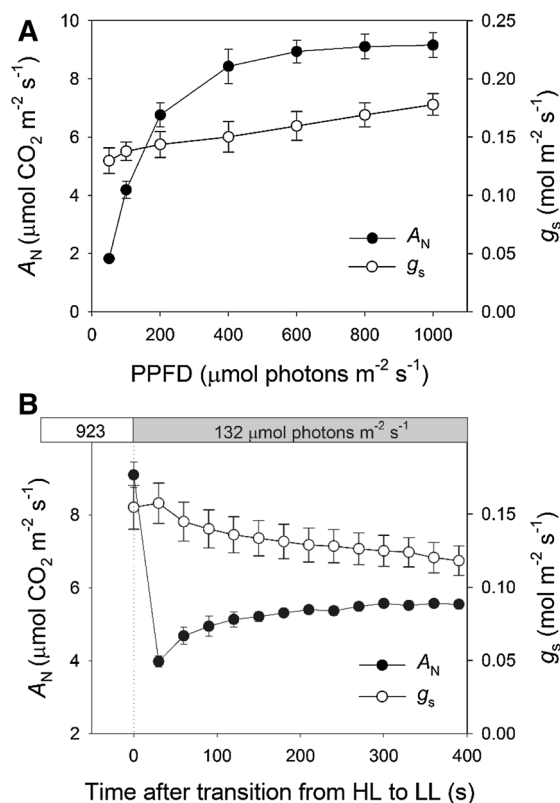 A
10
8
6
4
2
0
A_N (μmol CO₂ m⁻² s⁻¹)
0.25
0.20
0.15
0.10
0.05
0.00
g_s (mol m⁻² s⁻¹)
A_N
g_s
0 200 400 600 800 1000
PPFD (μmol photons m⁻² s⁻¹)
B
923 132 μmol photons m⁻² s⁻¹
8
6
4
2
A_N (μmol CO₂ m⁻² s⁻¹)
0.15
0.10
0.05
0.00
g_s (mol m⁻² s⁻¹)
A_N
g_s
0 100 200 300 400
Time after transition from HL to LL (s)